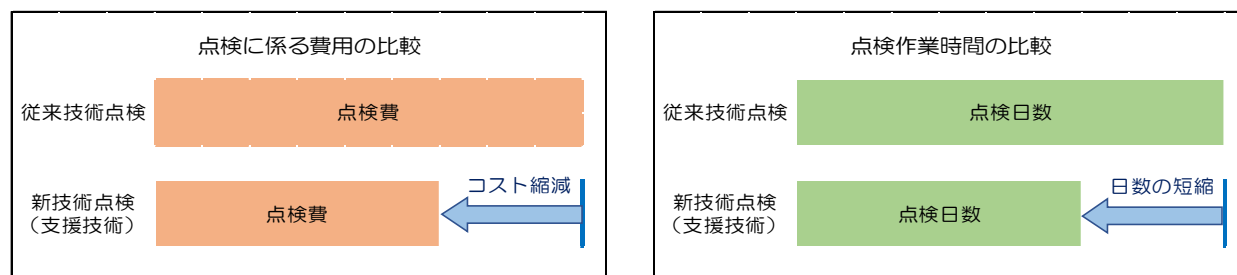 点検に係る費用の比較
従来技術点検
点検費
新技術点検
（支援技術）
点検費
コスト縮減
点検作業時間の比較
従来技術点検
点検日数
新技術点検
（支援技術）
点検日数
日数の短縮